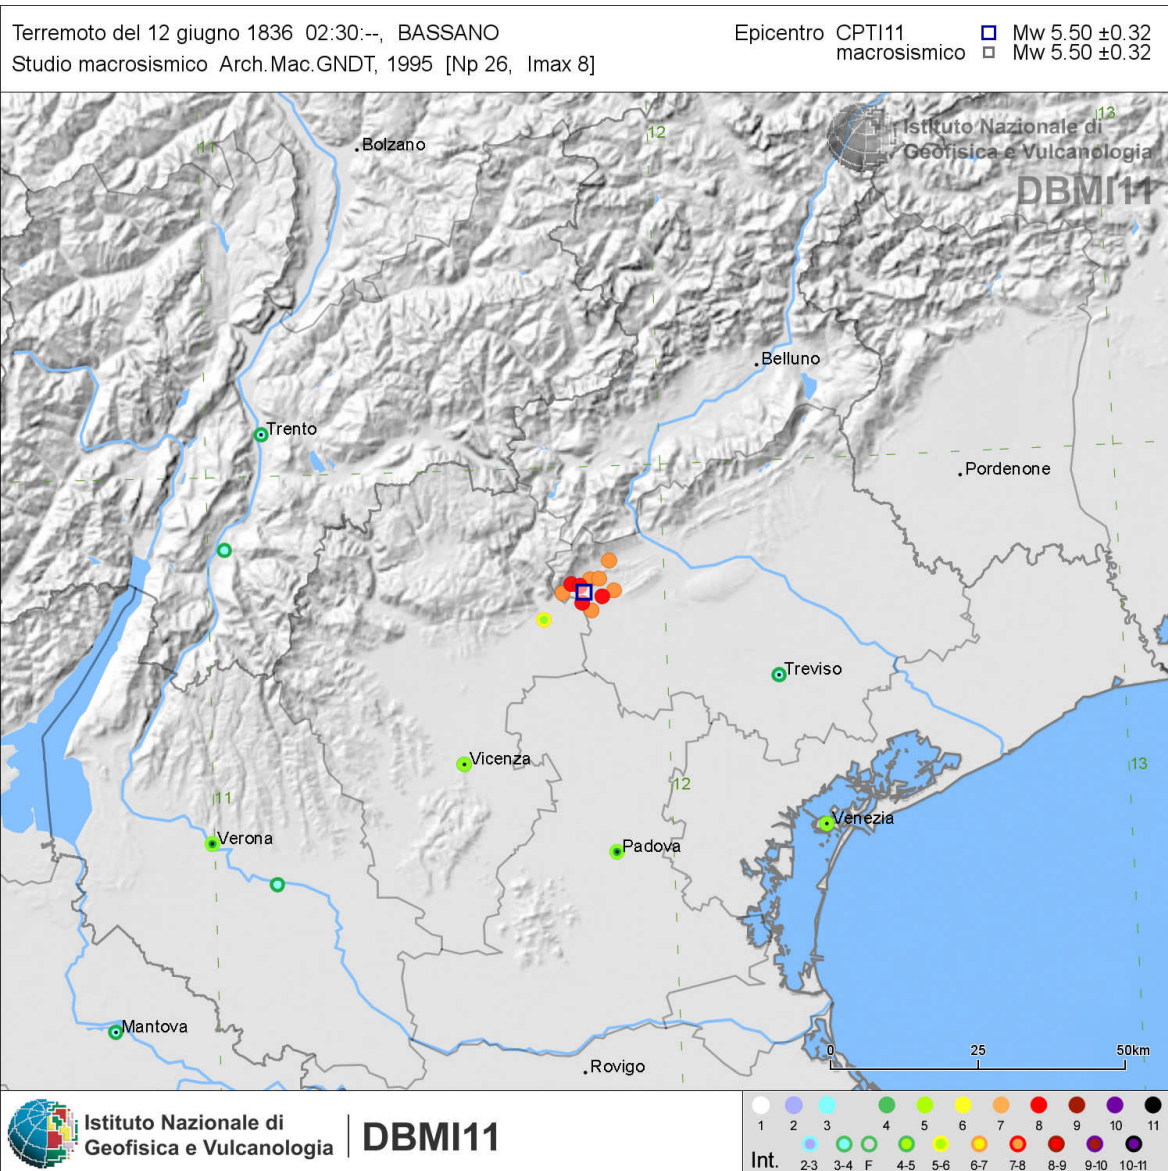 Terremoto del 12 giugno 1836 02:30:--, BASSANO
Studio macrosismico Arch.Mac.GNDT, 1995 [Np 26, Imax 8]
Epicentro CPTI11 Mw 5.50 ±0.32
macrosismico Mw 5.50 ±0.32
11
12
13
Istituto Nazionale di
Geofisica e Vulcanologia
DBMI11
Bolzano
Belluno
Trento
Pordenone
Treviso
Vicenza
12
13
11
Verona
Padova
Venezia
Mantova
Rovigo
0 25 50km
Istituto Nazionale di
Geofisica e Vulcanologia
DBMI11
Int.
1 2 3 4 5 6 7 8 9 10 11
2-3 3-4 F 4-5 5-6 6-7 7-8 8-9 9-10 10-11